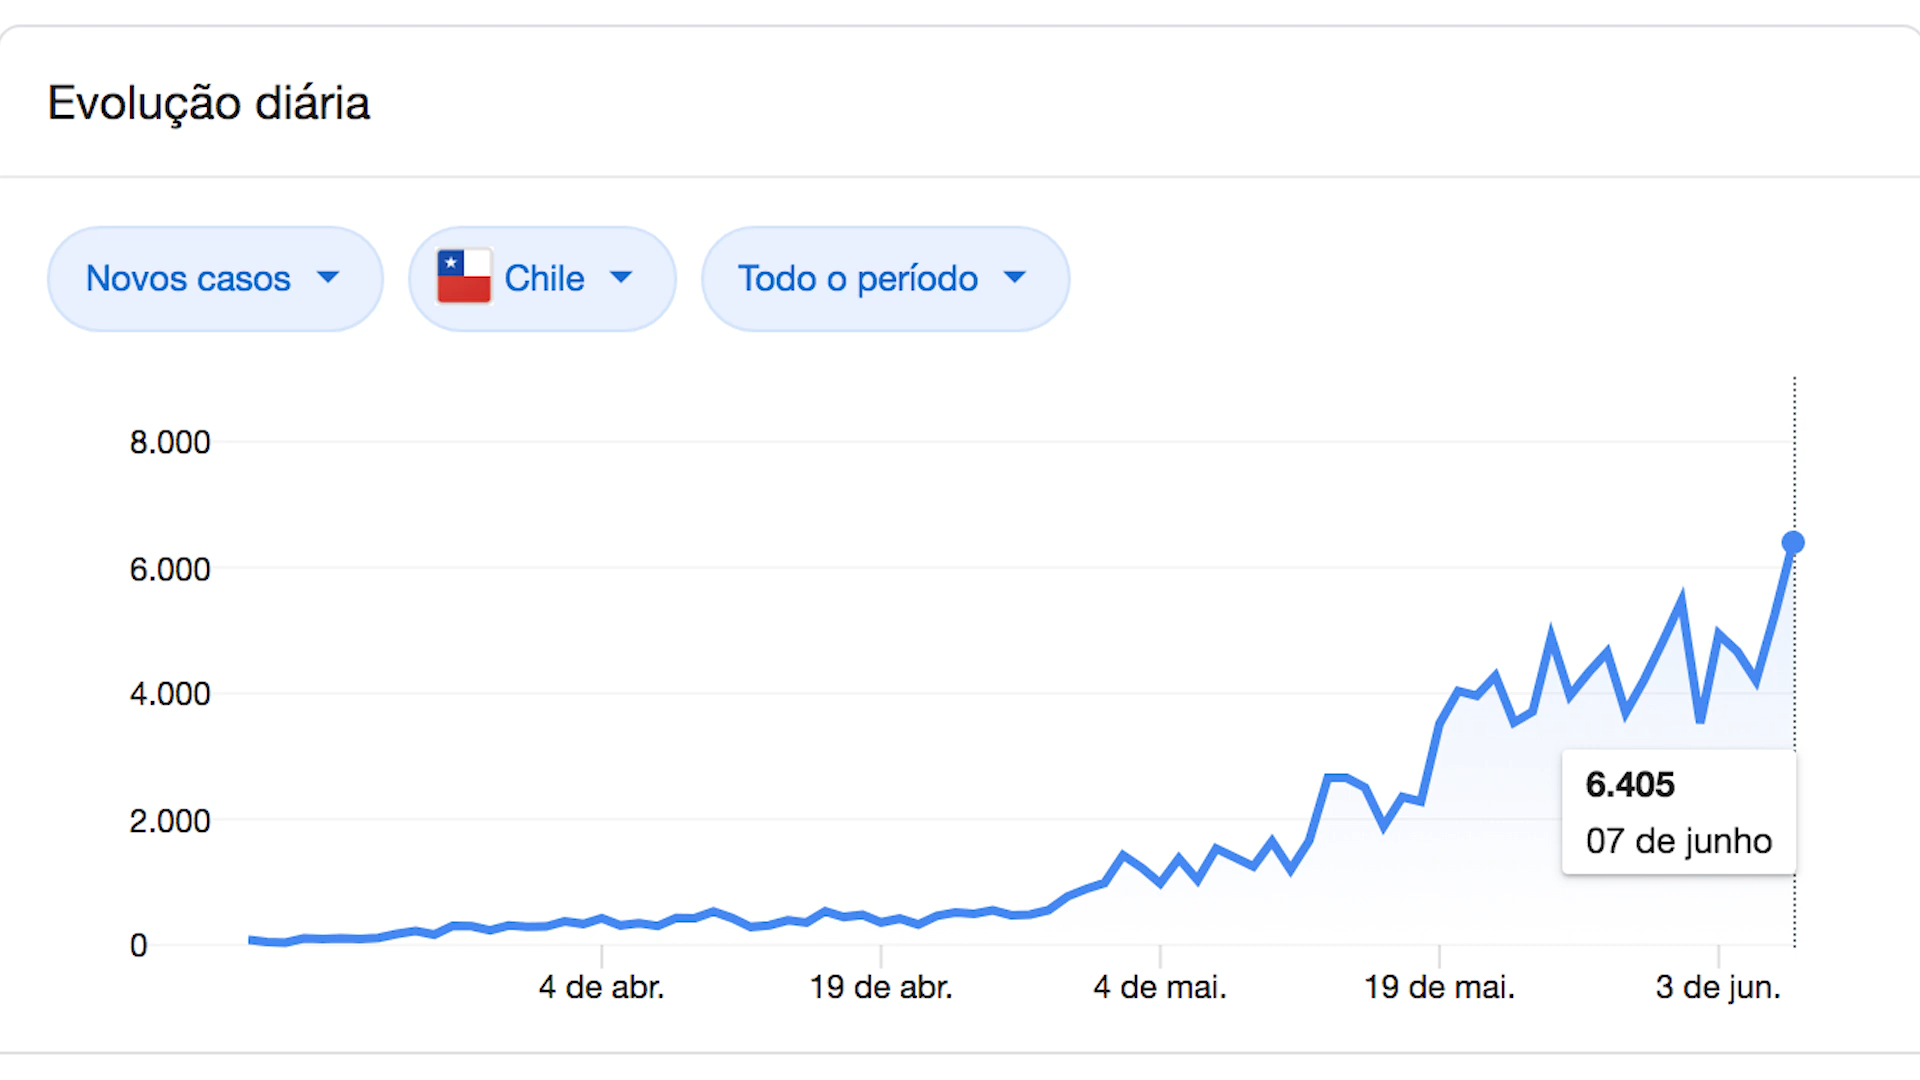 Evolução diária
Novos casos
Chile
Todo o período
8.000
6.000
4.000
2.000
0
6.405
07 de junho
4 de abr.
19 de abr.
4 de mai.
19 de mai.
3 de jun.